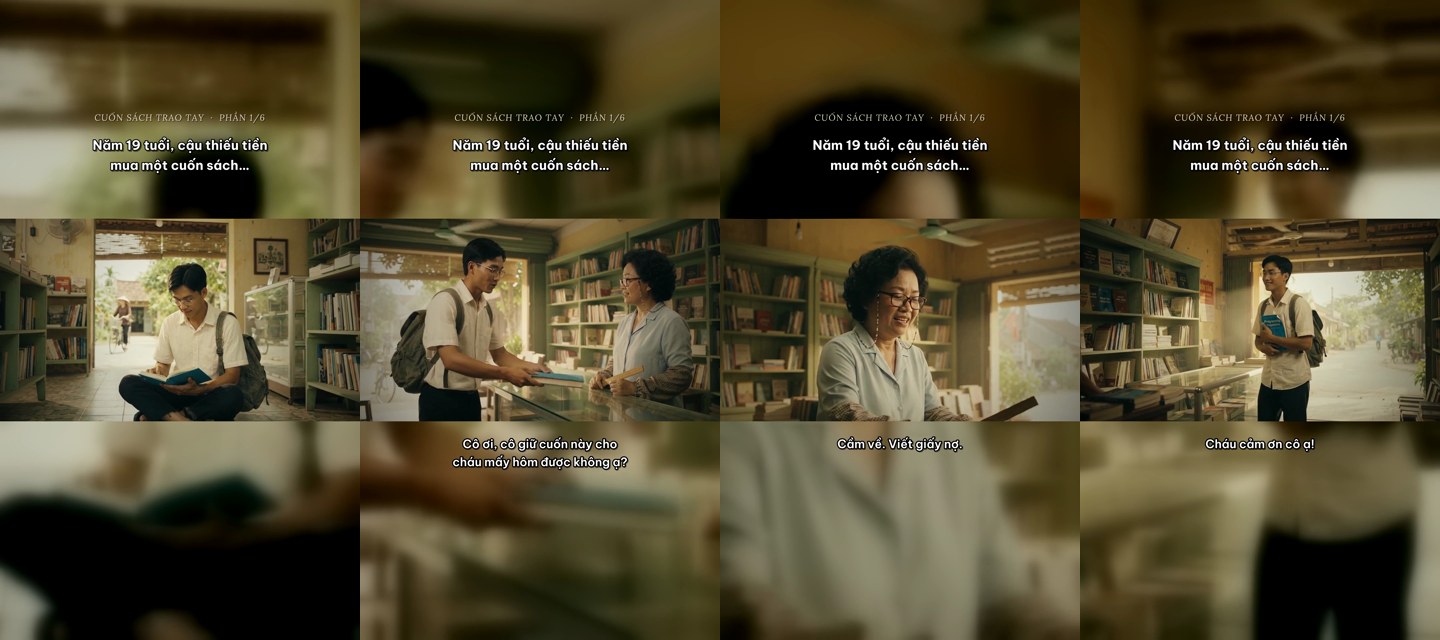 CUỐN SÁCH TRAO TAY · PHẦN 1/6
Năm 19 tuổi, cậu thiếu tiền
mua một cuốn sách...
CUỐN SÁCH TRAO TAY · PHẦN 1/6
Năm 19 tuổi, cậu thiếu tiền
mua một cuốn sách...
CUỐN SÁCH TRAO TAY · PHẦN 1/6
Năm 19 tuổi, cậu thiếu tiền
mua một cuốn sách...
CUỐN SÁCH TRAO TAY · PHẦN 1/6
Năm 19 tuổi, cậu thiếu tiền
mua một cuốn sách...
Cô ơi, cô giữ cuốn này cho
cháu mấy hôm được không ạ?
Cầm về. Viết giấy nợ.
Cháu cảm ơn cô ạ!